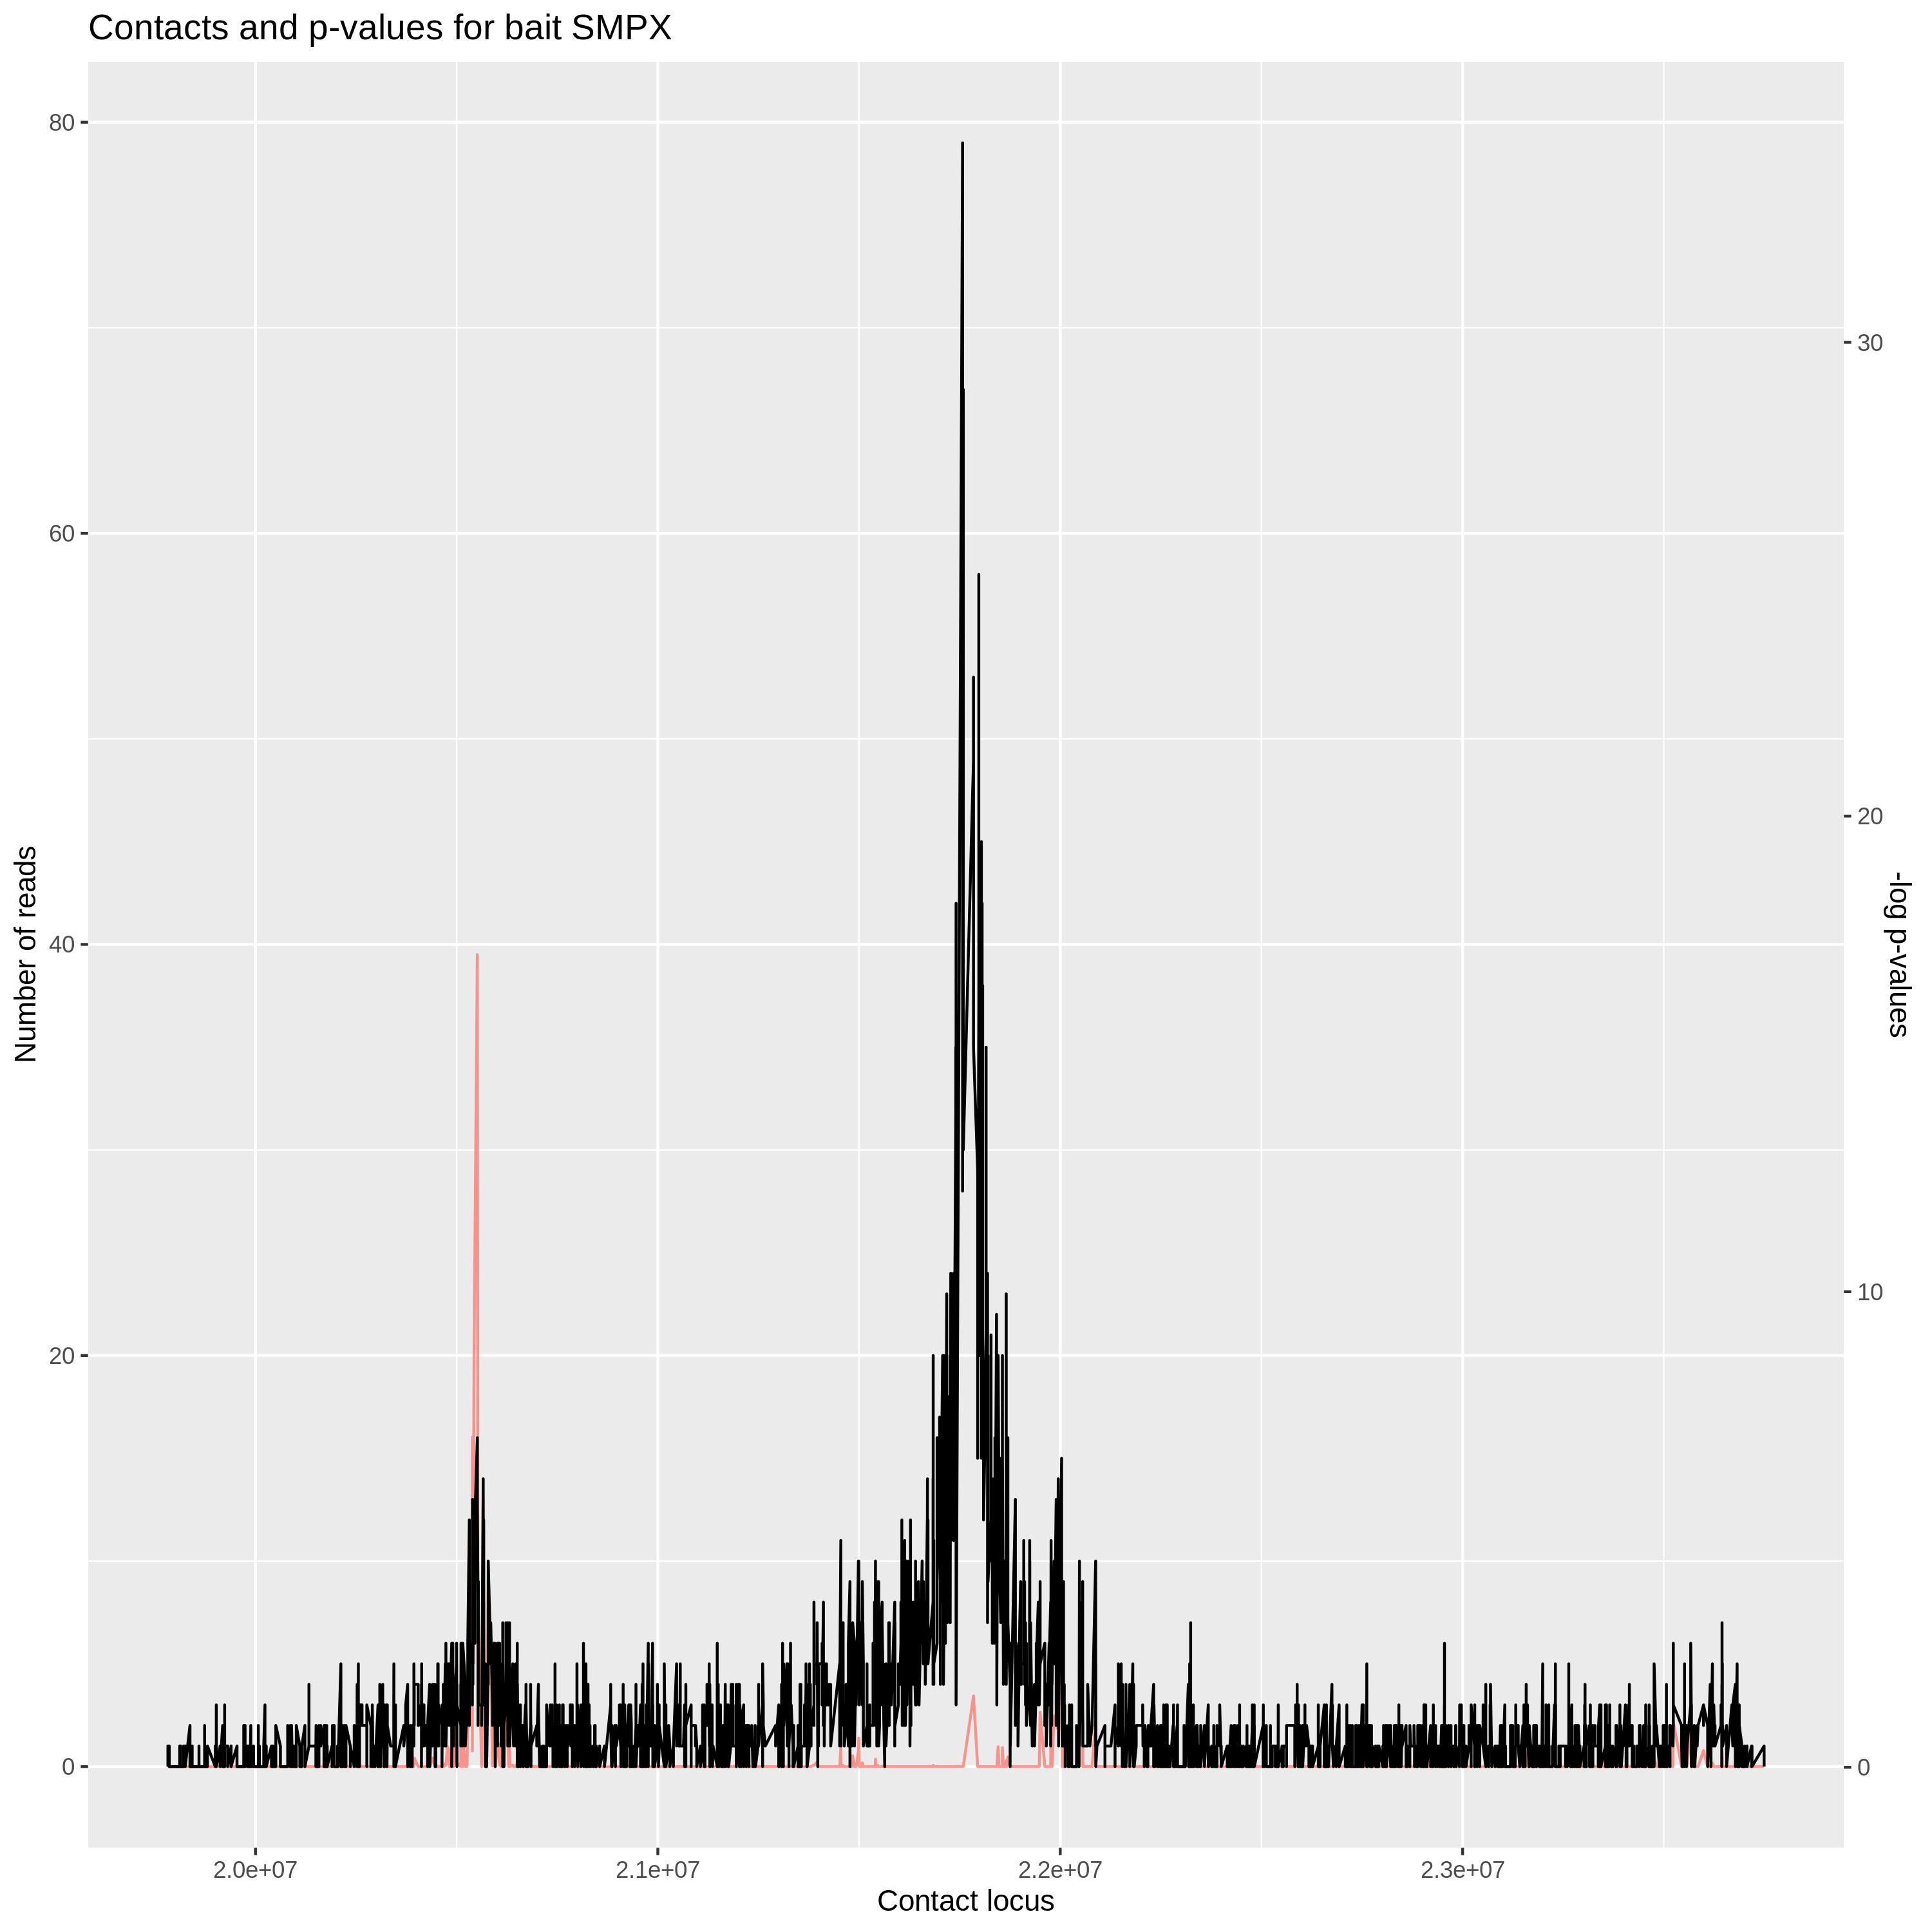 Contacts and p-values for bait SMPX
80
60
40
20
0
Number of reads
30
20
10
0
-log p-values
2.0e+07
2.1e+07
2.2e+07
2.3e+07
Contact locus